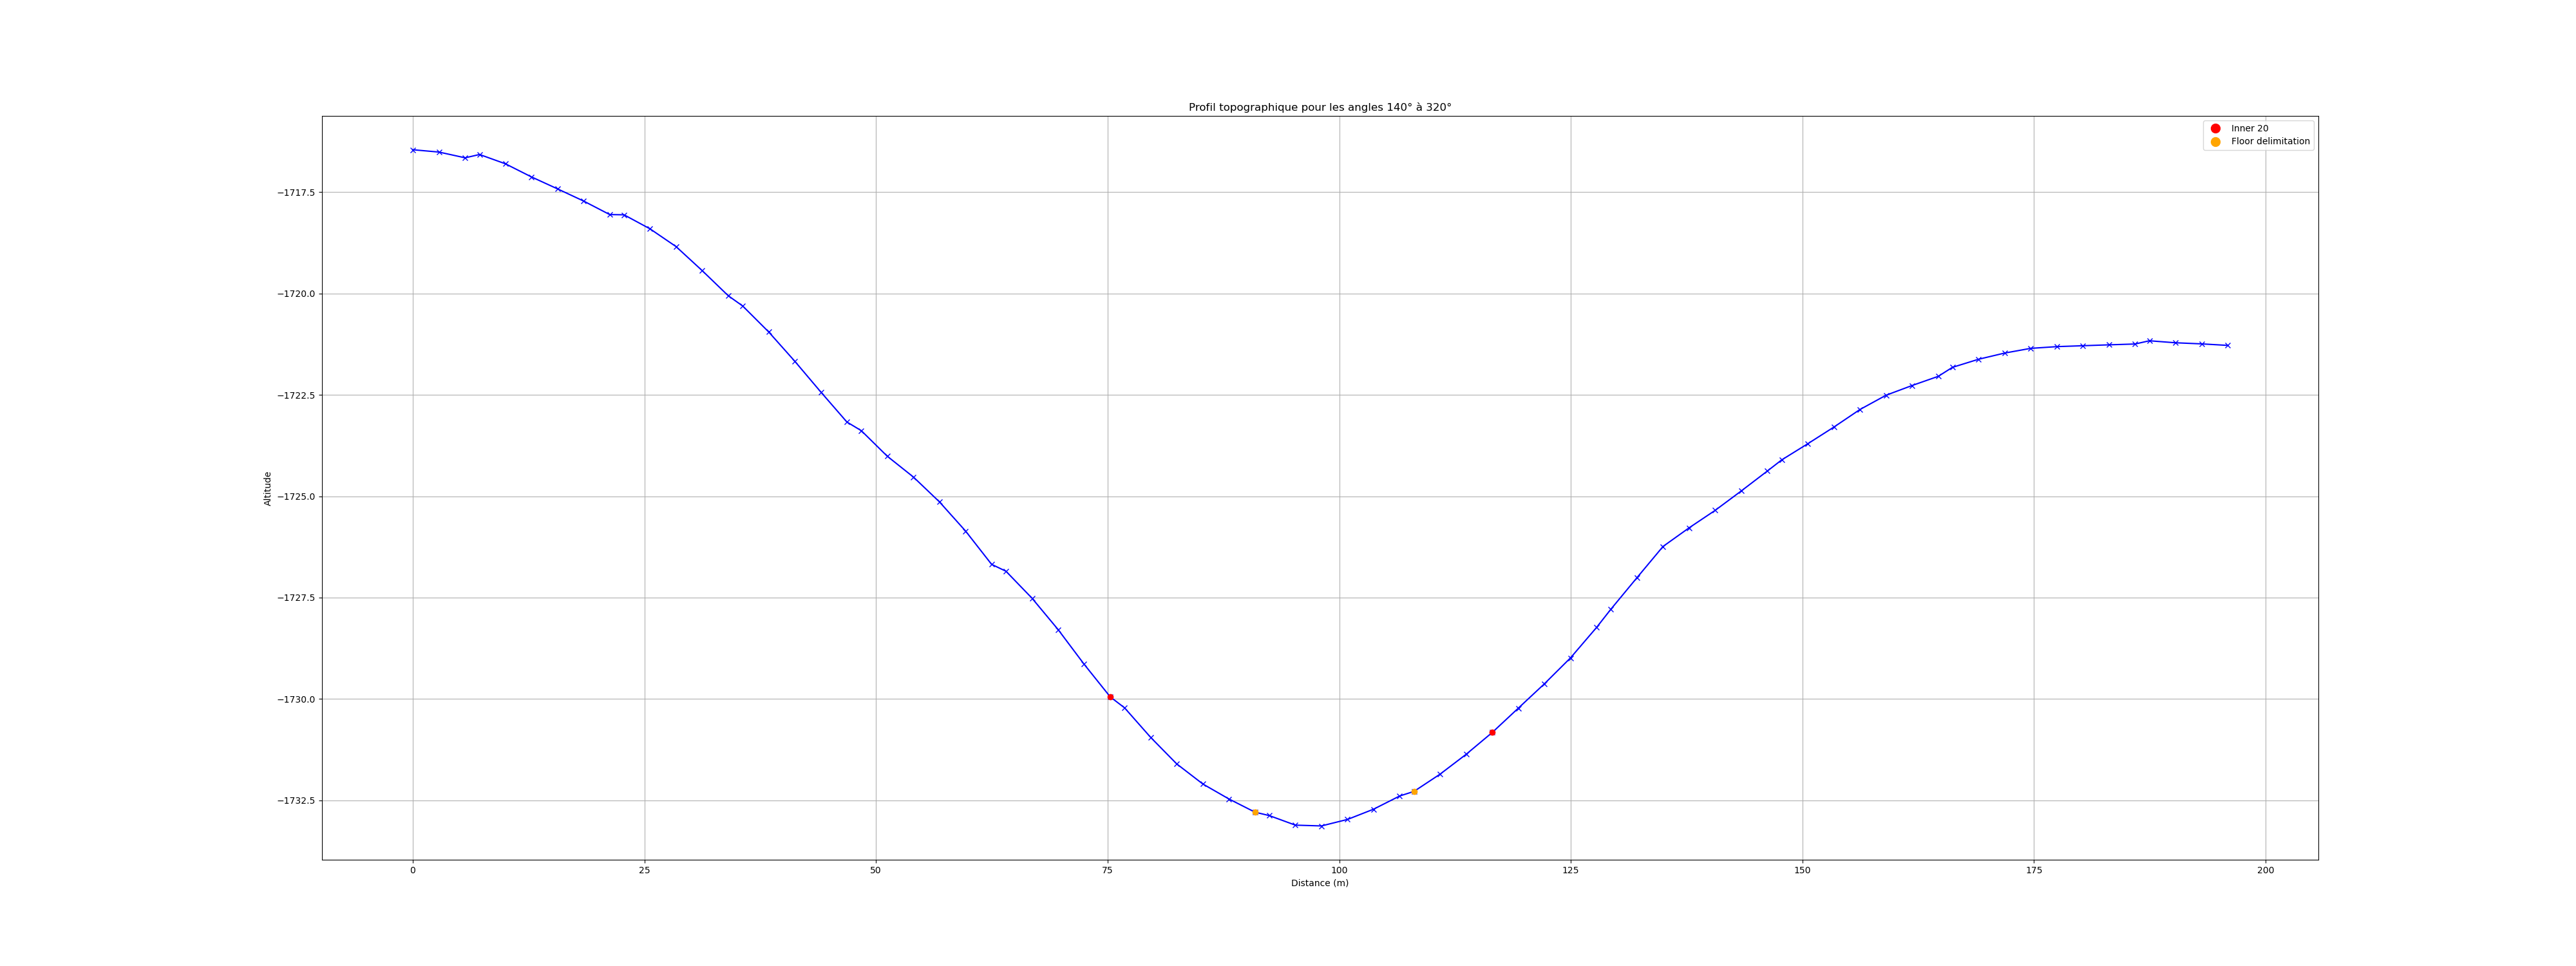 Profil topographique pour les angles 140° à 320°
Inner 20
Floor delimitation
Altitude
−1717.5
−1720.0
−1722.5
−1725.0
−1727.5
−1730.0
−1732.5
0 25 50 75 100 125 150 175 200
Distance (m)